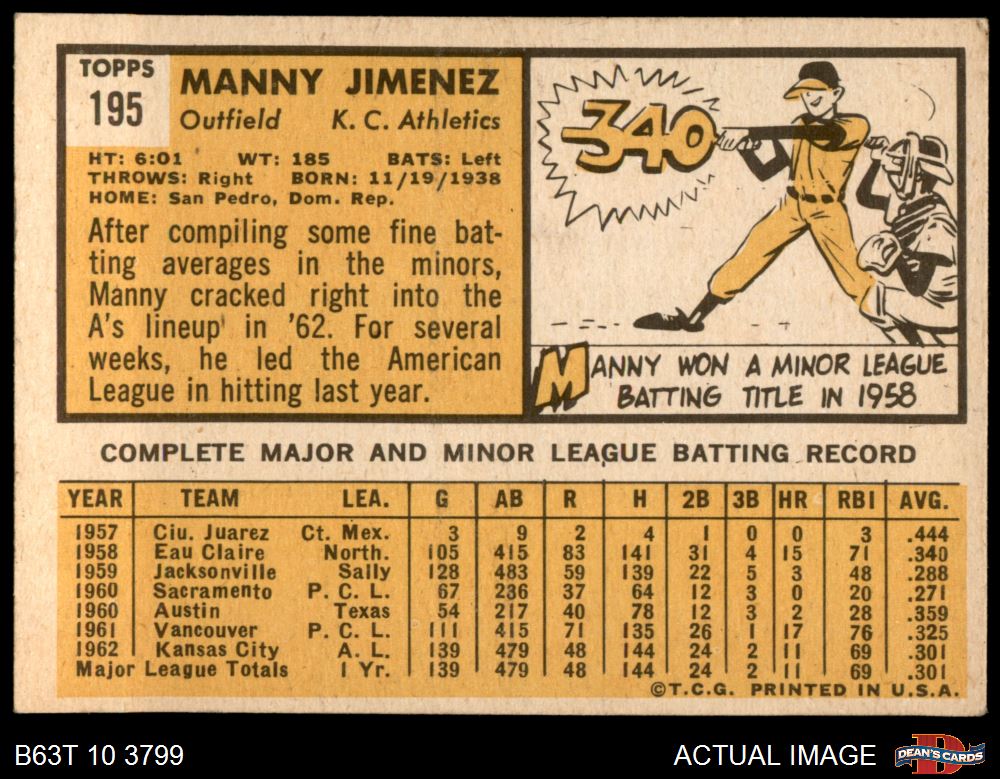 TOPPS
195
MANNY JIMENEZ
Outfield K. C. Athletics
HT: 6:01 WT: 185 BATS: Left
THROWS: Right BORN: 11/19/1938
HOME: San Pedro, Dom. Rep.
After compiling some fine bat-
ting averages in the minors,
Manny cracked right into the
A's lineup in '62. For several
weeks, he led the American
League in hitting last year.
340
MANNY WON A MINOR LEAGUE
BATTING TITLE IN 1958
COMPLETE MAJOR AND MINOR LEAGUE BATTING RECORD
YEAR TEAM LEA. G AB R H 2B 3B HR RBI AVG.
1957 Ciu. Juarez Ct. Mex. 3 9 2 4 1 0 0 3 .444
1958 Eau Claire North. 105 415 83 141 31 4 15 71 .340
1959 Jacksonville Sally 128 483 59 139 22 5 3 48 .288
1960 Sacramento P. C. L. 67 236 37 64 12 3 0 20 .271
1960 Austin Texas 54 217 40 78 12 3 2 28 .359
1961 Vancouver P. C. L. 111 415 71 135 26 1 17 76 .325
1962 Kansas City A. L. 139 479 48 144 24 2 11 69 .301
Major League Totals 1 Yr. 139 479 48 144 24 2 11 69 .301
©T.C.G. PRINTED IN U.S.A.
B63T 10 3799 ACTUAL IMAGE DEAN'S CARDS